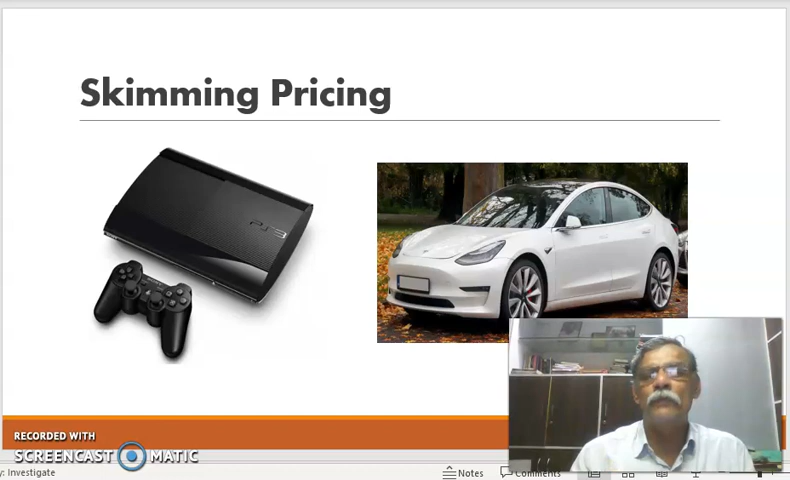 Skimming Pricing
PS3
RECORDED WITH
SCREENCAST MATIC
y: Investigate
Notes
Comments